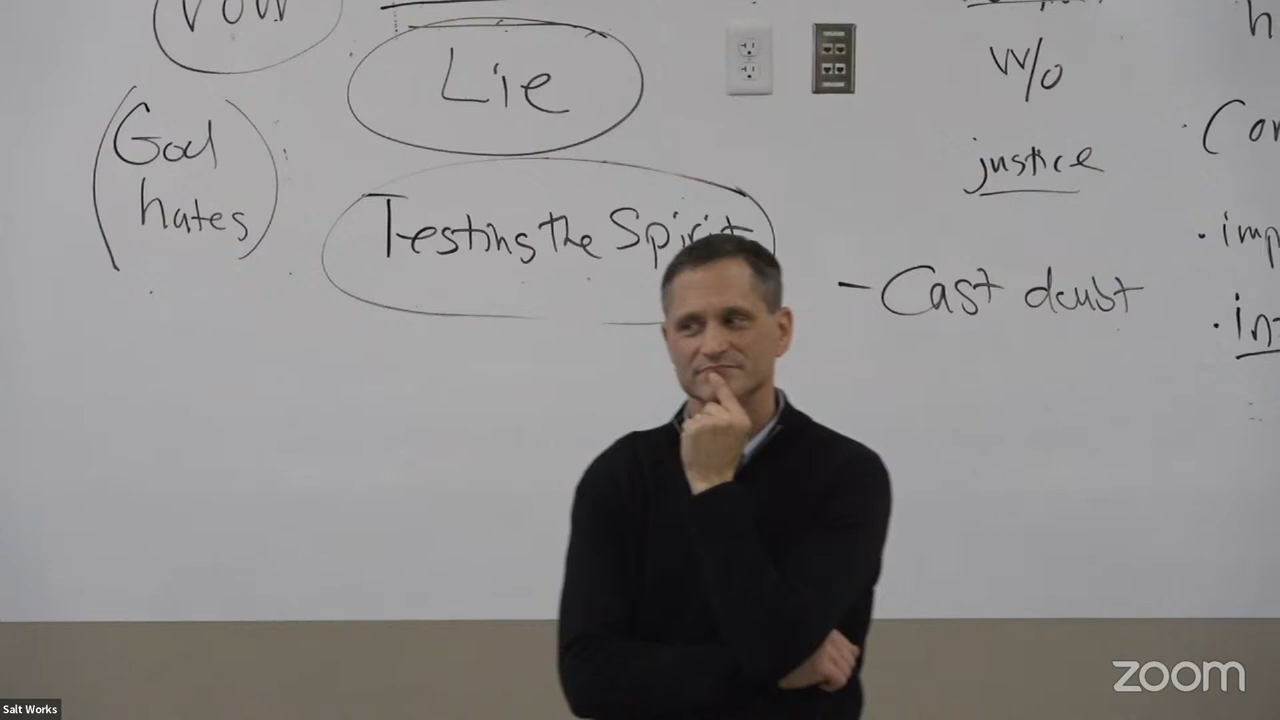 Vow
Lie
(God
hates)
Testing the Spirit
w/o
justice
- Cast doubt
zoom
Salt Works